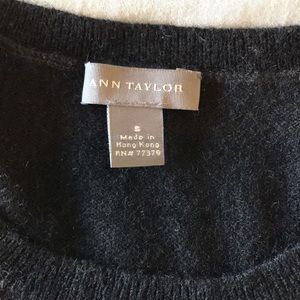 ANN TAYLOR
S
Made in
Hong Kong
RN# 77379